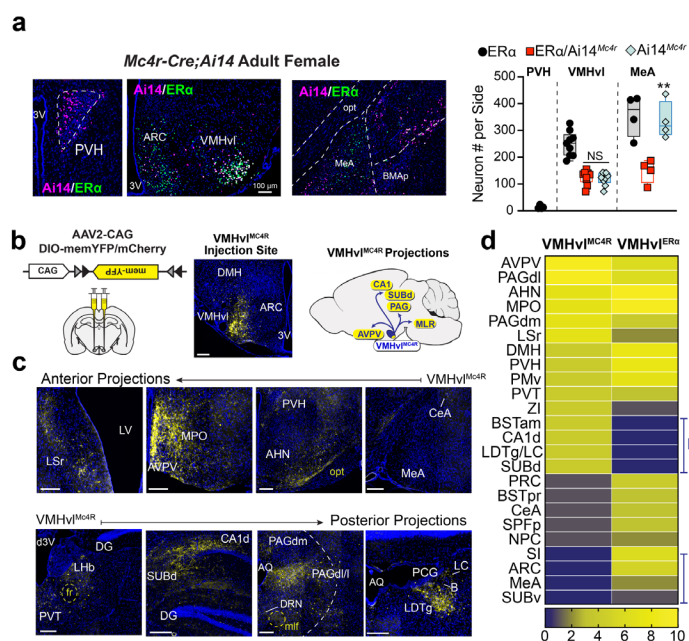 a
Mc4r-Cre;Ai14 Adult Female
Ai14/ERα
3V
PVH
Ai14/ERα
ARC
VMHvl
3V
100 µm
opt
MeA
BMAp
ERα
ERα/Ai14Mc4r
Ai14Mc4r
PVH
VMHvl
MeA
Neuron # per Side
500
400
300
200
100
0
NS
**
b
AAV2-CAG
DIO-memYFP/mCherry
CAG
mem-YFP
VMHvlMC4R
Injection Site
DMH
ARC
VMHvl
3V
VMHvlMC4R Projections
CA1
SUBd
PAG
MLR
AVPV
VMHvlMC4R
c
Anterior Projections
VMHvlMc4R
LV
LSr
MPO
AVPV
PVH
AHN
opt
CeA
MeA
VMHvlMc4R
Posterior Projections
d3V
DG
LHb
fr
PVT
CA1d
SUBd
DG
PAGdm
AQ
PAGdl/l
DRN
mlf
LC
PCG
AQ
B
LDTg
d
VMHvlMC4R
VMHvlERα
AVPV
PAGdl
AHN
MPO
PAGdm
LSr
DMH
PVH
PMv
PVT
ZI
BSTam
CA1d
LDTg/LC
SUBd
PRC
BSTpr
CeA
SPFp
NPC
SI
ARC
MeA
SUBv
0 2 4 6 8 10